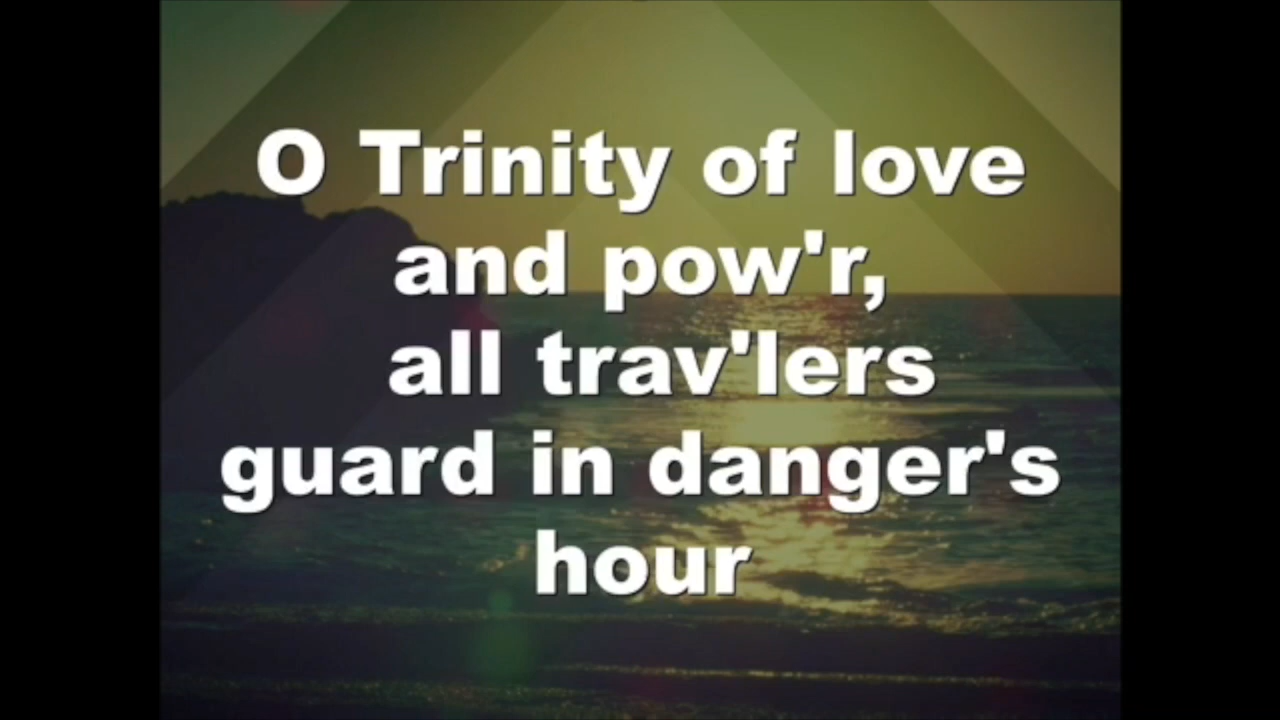 O Trinity of love
and pow'r,
all trav'lers
guard in danger's
hour